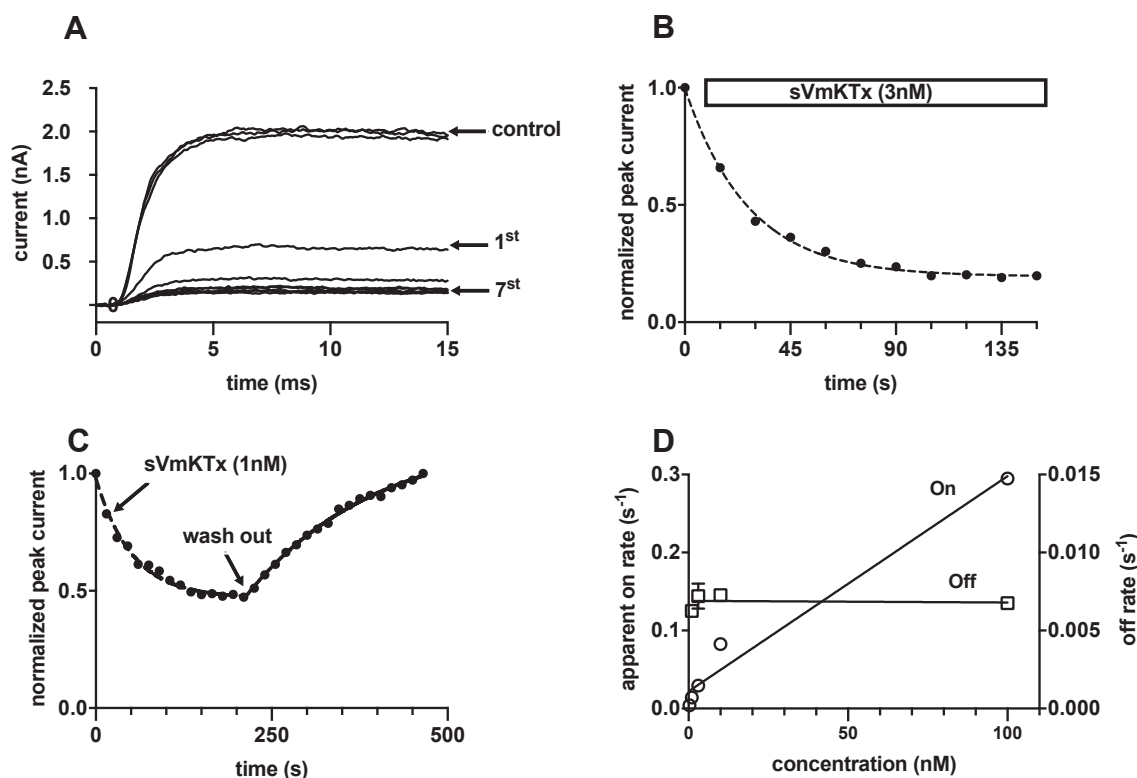 A
2.5
2.0
1.5
1.0
0.5
current (nA)
control
1st
7st
0
5
10
15
time (ms)
B
sVmKTx (3nM)
1.0
0.5
0.0
normalized peak current
0
45
90
135
time (s)
C
sVmKTx (1nM)
wash out
1.0
0.5
0.0
normalized peak current
0
250
500
time (s)
D
0.3
0.2
0.1
0.0
apparent on rate (s-1)
On
Off
0.015
0.010
0.005
0.000
off rate (s-1)
0
50
100
concentration (nM)